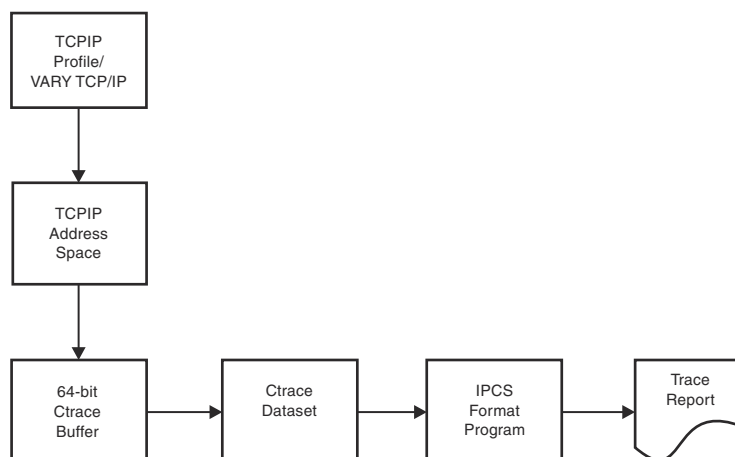 TCPIP
Profile/
VARY TCP/IP
TCPIP
Address
Space
64-bit
Ctrace
Buffer
Ctrace
Dataset
IPCS
Format
Program
Trace
Report